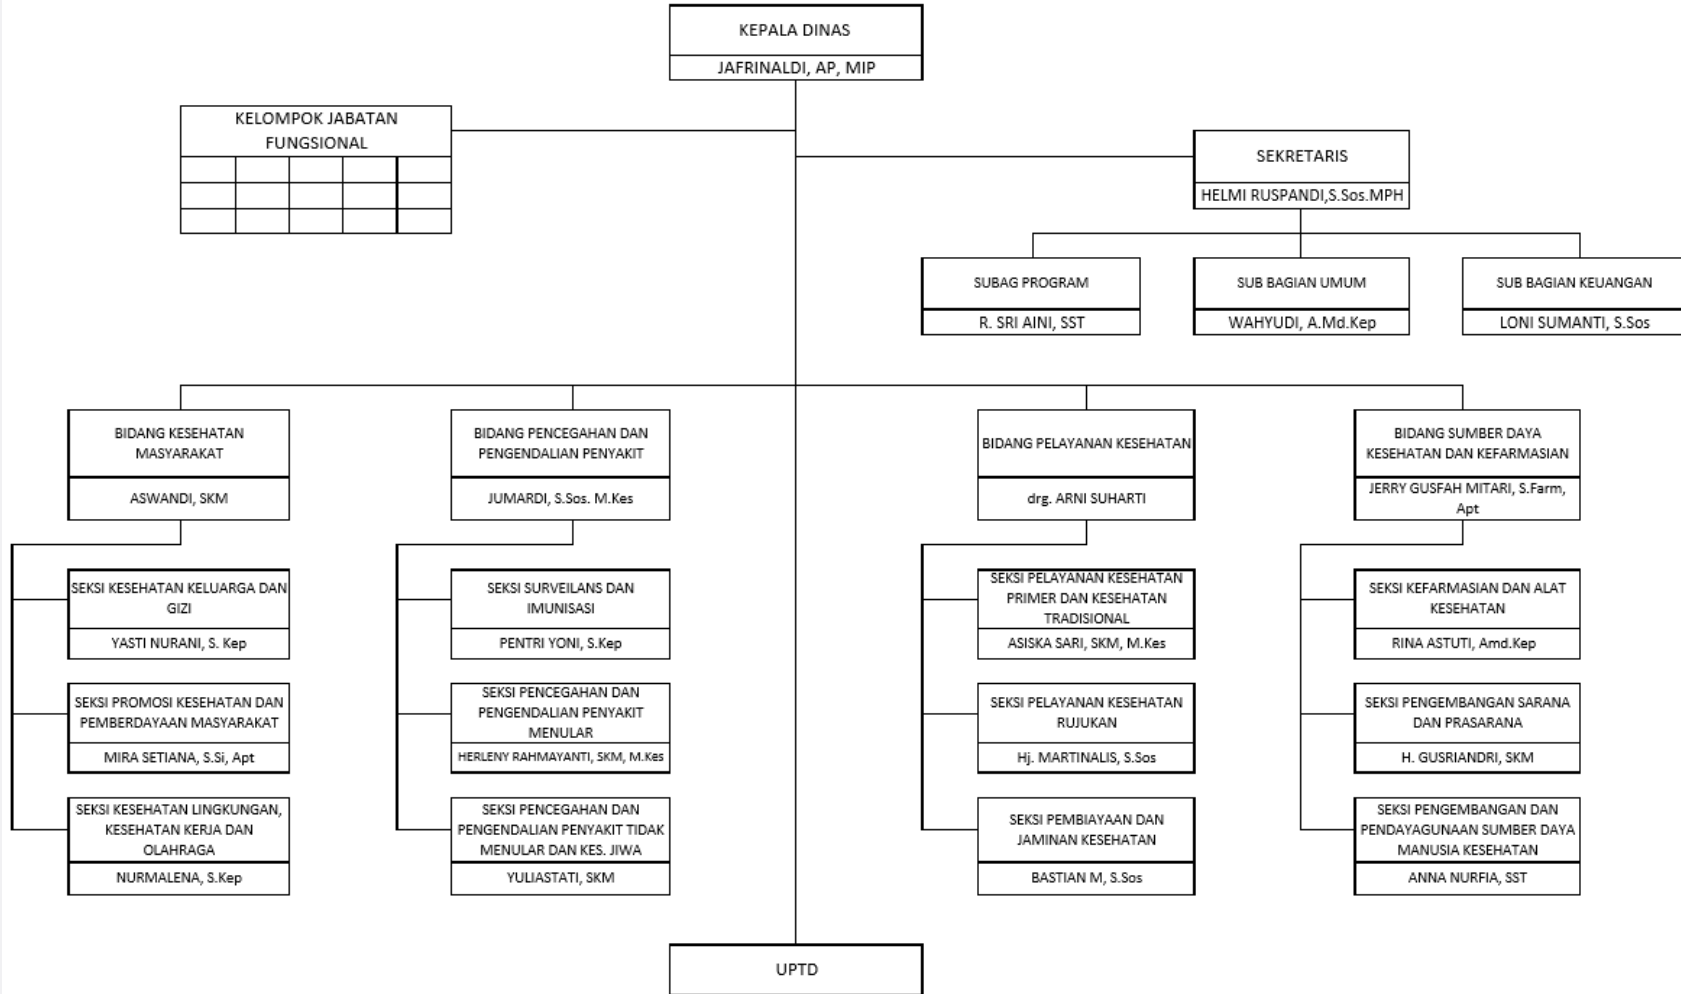 KEPALA DINAS
JAFRINALDI, AP, MIP
KELOMPOK JABATAN
FUNGSIONAL
SEKRETARIS
HELMI RUSPANDI,S.Sos.MPH
SUBAG PROGRAM
R. SRI AINI, SST
SUB BAGIAN UMUM
WAHYUDI, A.Md.Kep
SUB BAGIAN KEUANGAN
LONI SUMANTI, S.Sos
BIDANG KESEHATAN
MASYARAKAT
ASWANDI, SKM
BIDANG PENCEGAHAN DAN
PENGENDALIAN PENYAKIT
JUMARDI, S.Sos. M.Kes
BIDANG PELAYANAN KESEHATAN
drg. ARNI SUHARTI
BIDANG SUMBER DAYA
KESEHATAN DAN KEFARMASIAN
JERRY GUSFAH MITARI, S.Farm,
Apt
SEKSI KESEHATAN KELUARGA DAN
GIZI
YASTI NURANI, S. Kep
SEKSI SURVEILANS DAN
IMUNISASI
PENTRI YONI, S.Kep
SEKSI PELAYANAN KESEHATAN
PRIMER DAN KESEHATAN
TRADISIONAL
ASISKA SARI, SKM, M.Kes
SEKSI KEFARMASIAN DAN ALAT
KESEHATAN
RINA ASTUTI, Amd.Kep
SEKSI PROMOSI KESEHATAN DAN
PEMBERDAYAAN MASYARAKAT
MIRA SETIANA, S.Si, Apt
SEKSI PENCEGAHAN DAN
PENGENDALIAN PENYAKIT
MENULAR
HERLENY RAHMAYANTI, SKM, M.Kes
SEKSI PELAYANAN KESEHATAN
RUJUKAN
Hj. MARTINALIS, S.Sos
SEKSI PENGEMBANGAN SARANA
DAN PRASARANA
H. GUSRIANDRI, SKM
SEKSI KESEHATAN LINGKUNGAN,
KESEHATAN KERJA DAN
OLAHRAGA
NURMALENA, S.Kep
SEKSI PENCEGAHAN DAN
PENGENDALIAN PENYAKIT TIDAK
MENULAR DAN KES. JIWA
YULIASTATI, SKM
SEKSI PEMBIAYAAN DAN
JAMINAN KESEHATAN
BASTIAN M, S.Sos
SEKSI PENGEMBANGAN DAN
PENDAYAGUNAAN SUMBER DAYA
MANUSIA KESEHATAN
ANNA NURFIA, SST
UPTD